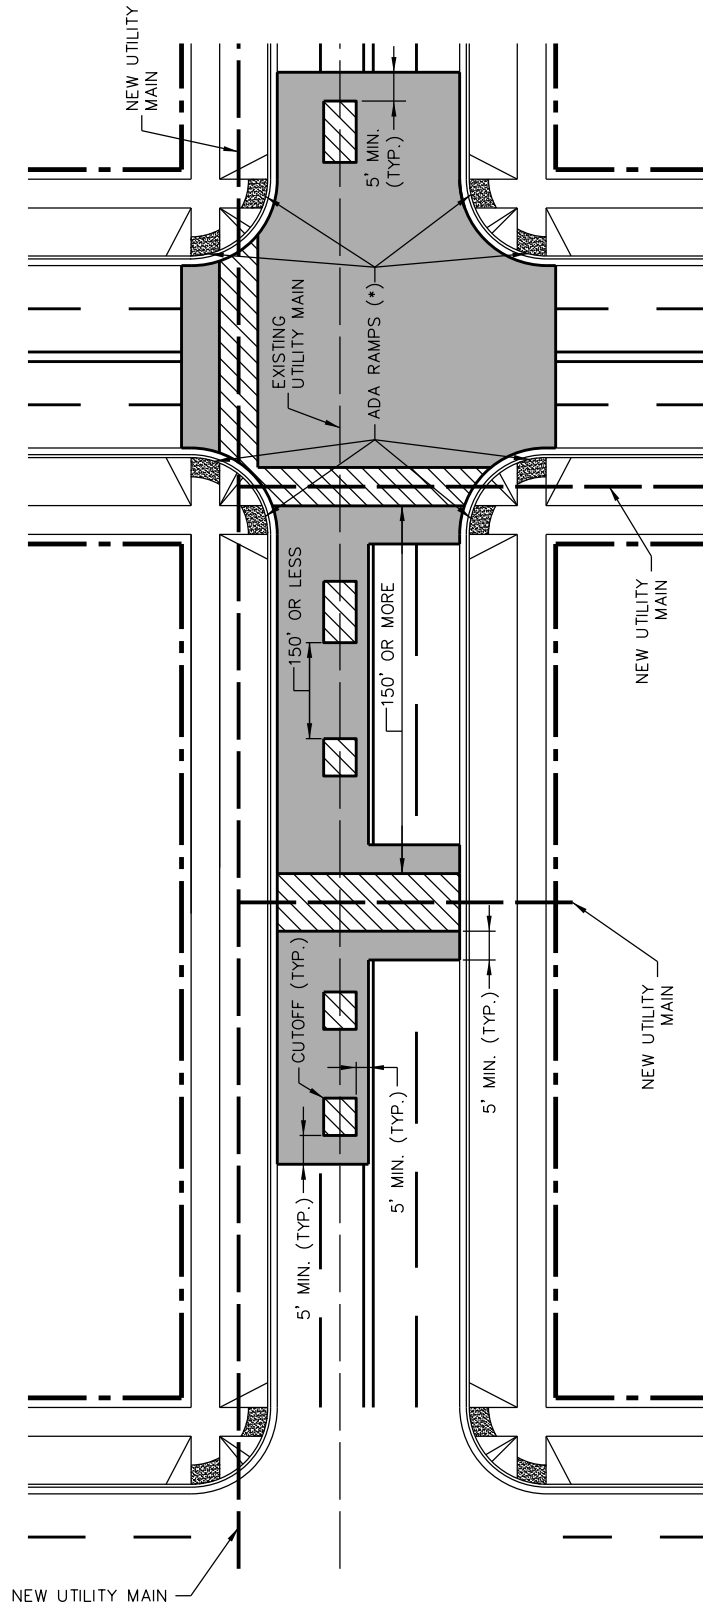 NEW UTILITY
MAIN
5' MIN.
(TYP.)
EXISTING
UTILITY MAIN
ADA RAMPS (*)
150' OR LESS
150' OR MORE
NEW UTILITY
MAIN
CUTOFF (TYP.)
5' MIN. (TYP.)
NEW UTILITY
MAIN
5' MIN. (TYP.)
5' MIN. (TYP.)
NEW UTILITY MAIN